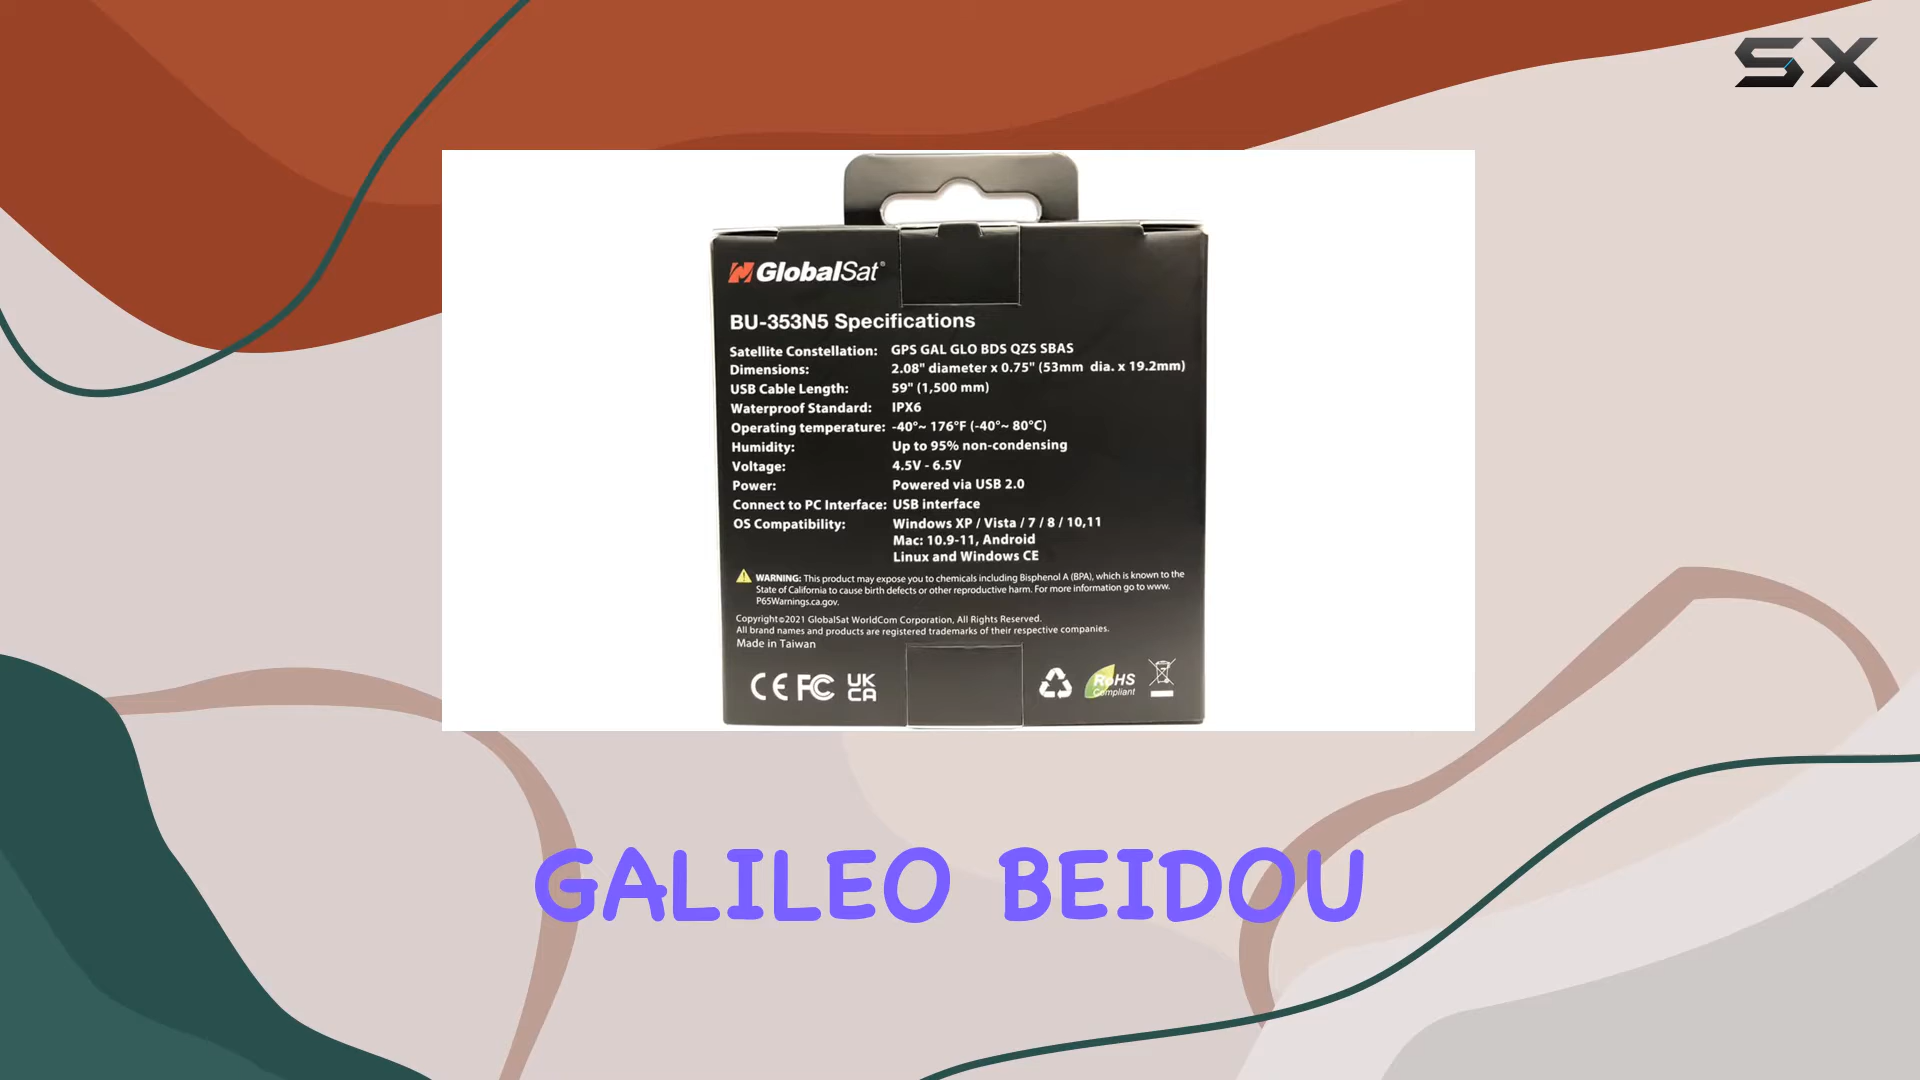 SX
GlobalSat®
BU-353N5 Specifications
Satellite Constellation: GPS GAL GLO BDS QZS SBAS
Dimensions: 2.08" diameter x 0.75" (53mm dia. x 19.2mm)
USB Cable Length: 59" (1,500 mm)
Waterproof Standard: IPX6
Operating temperature: -40°~ 176°F (-40°~ 80°C)
Humidity: Up to 95% non-condensing
Voltage: 4.5V - 6.5V
Power: Powered via USB 2.0
Connect to PC Interface: USB interface
OS Compatibility: Windows XP / Vista / 7 / 8 / 10,11
Mac: 10.9-11, Android
Linux and Windows CE
WARNING: This product may expose you to chemicals including Bisphenol A (BPA), which is known to the
State of California to cause birth defects or other reproductive harm. For more information go to www.
P65Warnings.ca.gov.
Copyright©2021 GlobalSat WorldCom Corporation, All Rights Reserved.
All brand names and products are registered trademarks of their respective companies.
Made in Taiwan
CE FC UK CA RoHS Compliant
GALILEO BEIDOU